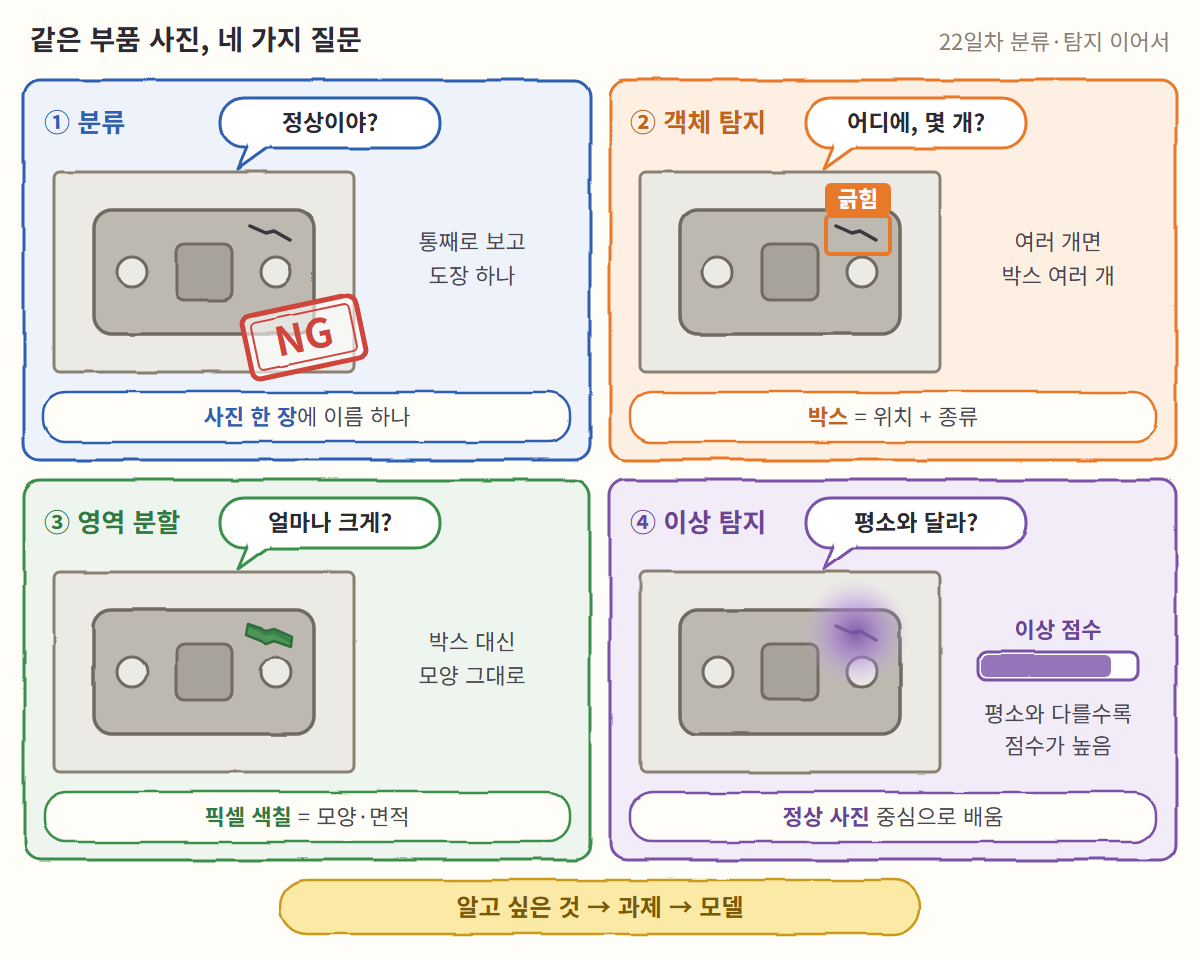 같은 부품 사진, 네 가지 질문
22일차 분류·탐지 이어서
① 분류
정상이야?
통째로 보고
도장 하나
NG
사진 한 장에 이름 하나
② 객체 탐지
어디에, 몇 개?
긁힘
여러 개면
박스 여러 개
박스 = 위치 + 종류
③ 영역 분할
얼마나 크게?
박스 대신
모양 그대로
픽셀 색칠 = 모양·면적
④ 이상 탐지
평소와 달라?
이상 점수
평소와 다를수록
점수가 높음
정상 사진 중심으로 배움
알고 싶은 것 → 과제 → 모델